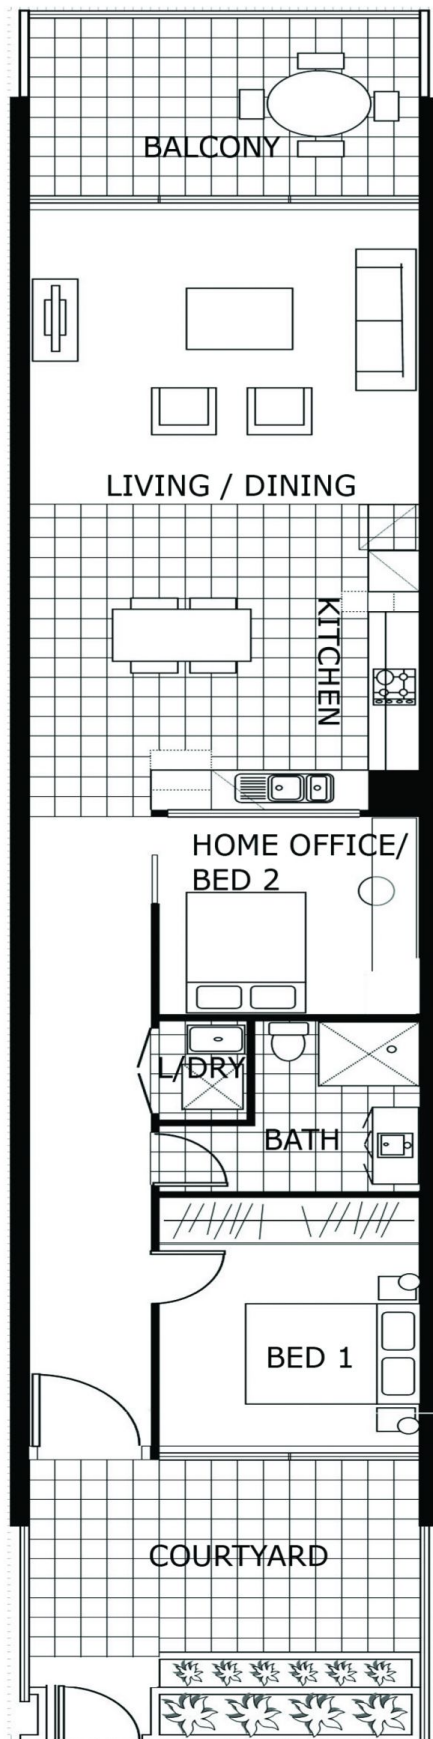 BALCONY
LIVING / DINING
KITCHEN
HOME OFFICE/
BED 2
L/DRY
BATH
BED 1
COURTYARD